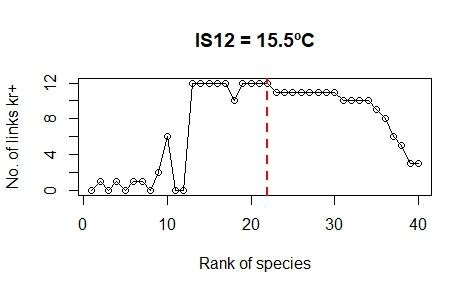 IS12 = 15.5ºC
No. of links kr+
12
8
4
0
0 10 20 30 40
Rank of species